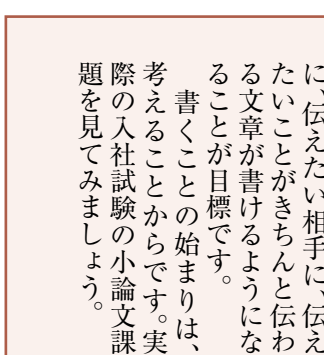 に、伝えたい相手に、伝え
たいことがきちんと伝わ
る文章が書けるようにな
ることが目標です。
書くことの始まりは、
考えることからです。実
際の入社試験の小論文課
題を見てみましょう。